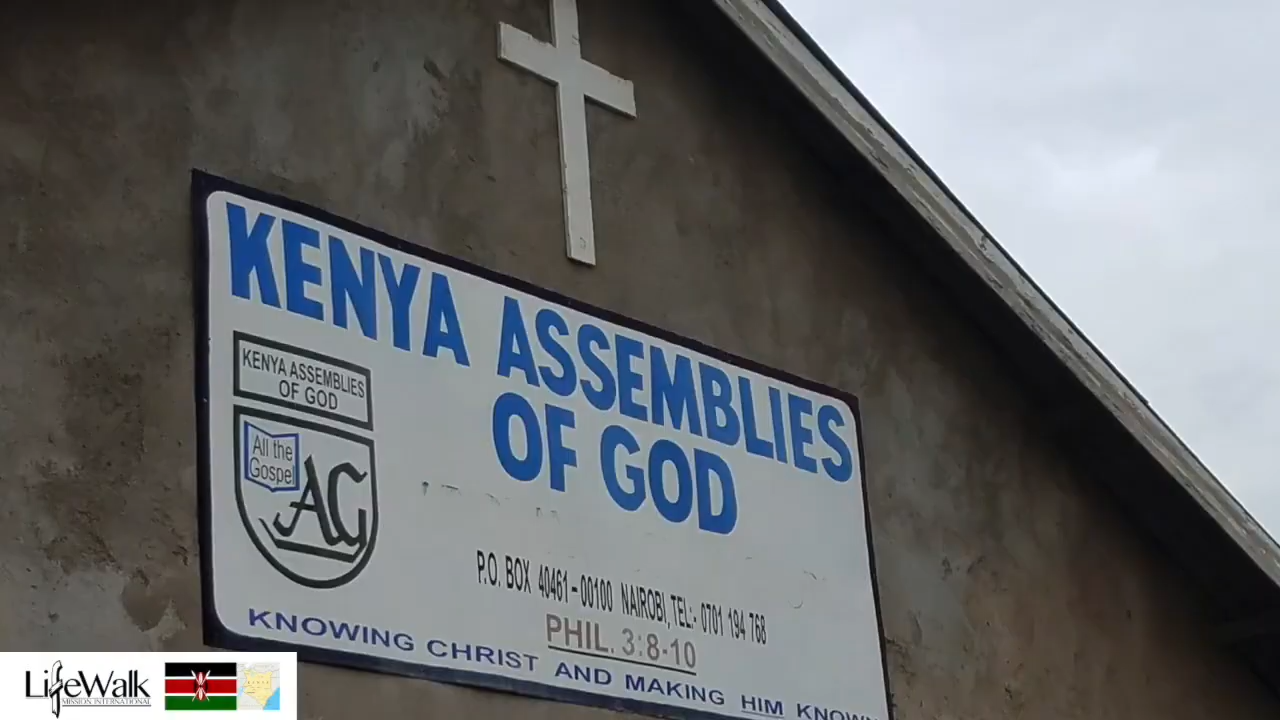 KENYA ASSEMBLIES
OF GOD
KENYA ASSEMBLIES
OF GOD
All the
Gospel
AG
P.O. BOX 40461-00100 NAIROBI, TEL:- 0701 194 768
PHIL. 3:8-10
KNOWING CHRIST AND MAKING HIM KNOWN
LifeWalk
MISSION INTERNATIONAL